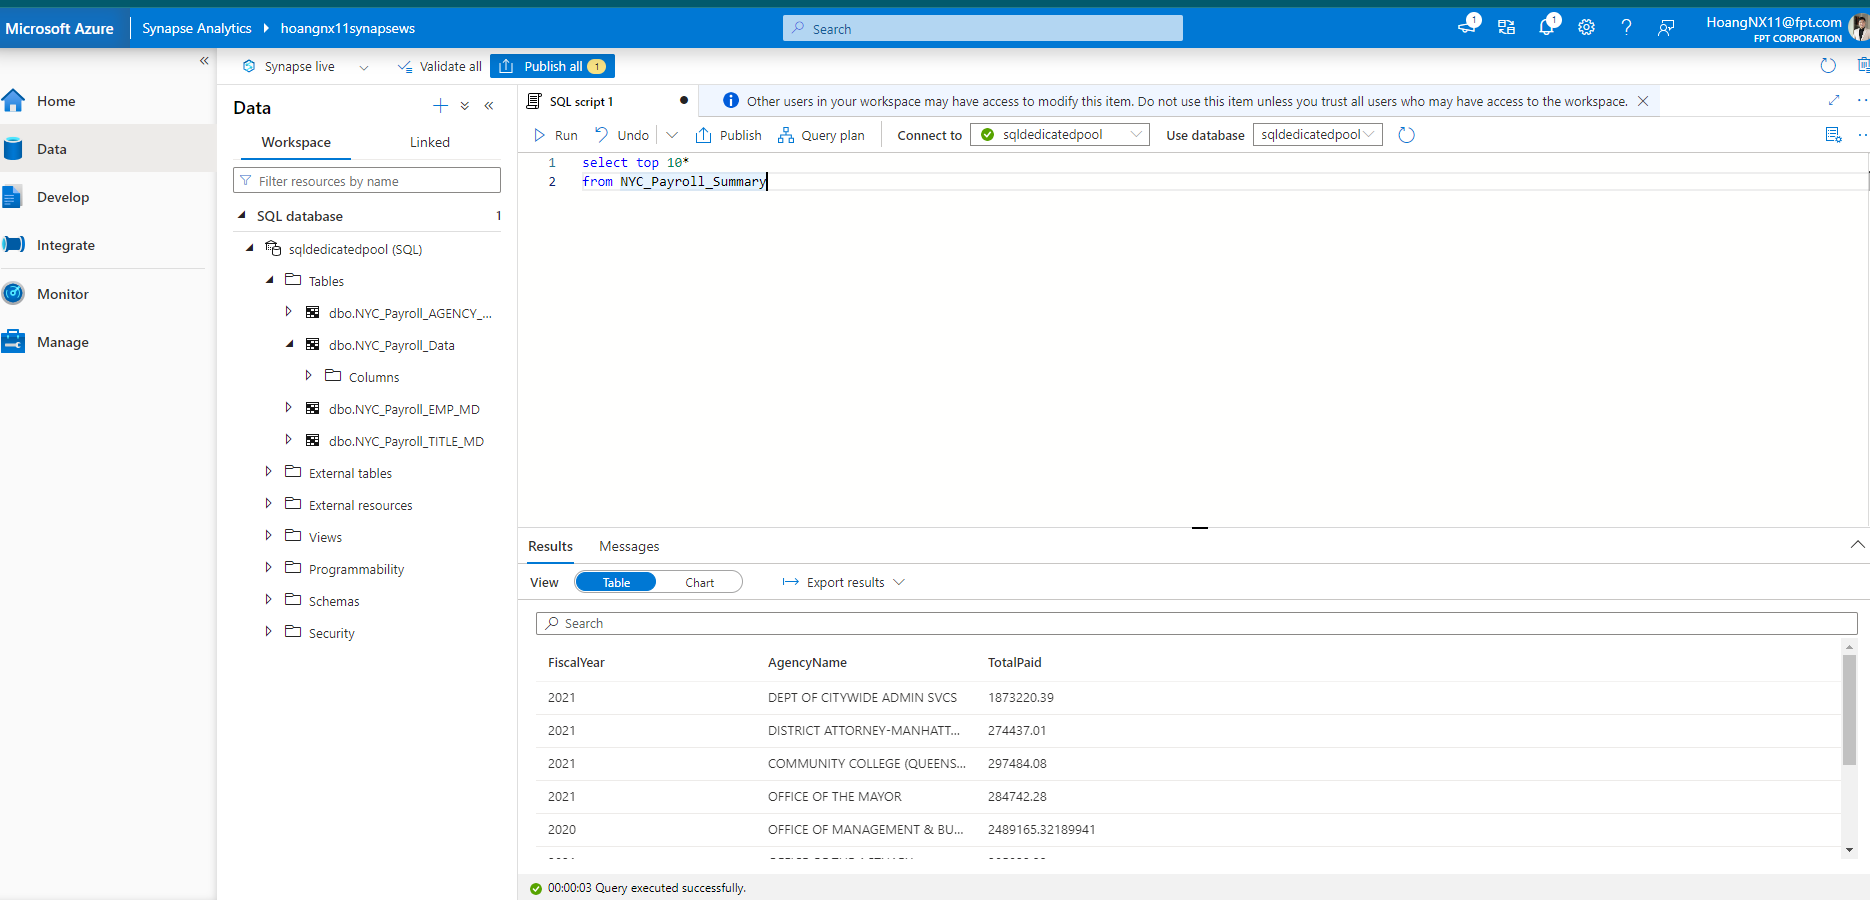 Microsoft Azure
Synapse Analytics
hoangnx11synapsews
Search
1
1
HoangNX11@fpt.com
FPT CORPORATION
Home
Data
Develop
Integrate
Monitor
Manage
Synapse live
Validate all
Publish all
1
Data
Workspace
Linked
Filter resources by name
SQL database
1
sqldedicatedpool (SQL)
Tables
dbo.NYC_Payroll_AGENCY_...
dbo.NYC_Payroll_Data
Columns
dbo.NYC_Payroll_EMP_MD
dbo.NYC_Payroll_TITLE_MD
External tables
External resources
Views
Programmability
Schemas
Security
SQL script 1
Other users in your workspace may have access to modify this item. Do not use this item unless you trust all users who may have access to the workspace.
Run
Undo
Publish
Query plan
Connect to
sqldedicatedpool
Use database
sqldedicatedpool
1 select top 10*
2 from NYC_Payroll_Summary
Results
Messages
View
Table
Chart
Export results
Search
FiscalYear AgencyName TotalPaid
2021 DEPT OF CITYWIDE ADMIN SVCS 1873220.39
2021 DISTRICT ATTORNEY-MANHATT... 274437.01
2021 COMMUNITY COLLEGE (QUEENS... 297484.08
2021 OFFICE OF THE MAYOR 284742.28
2020 OFFICE OF MANAGEMENT & BU... 2489165.32189941
00:00:03 Query executed successfully.